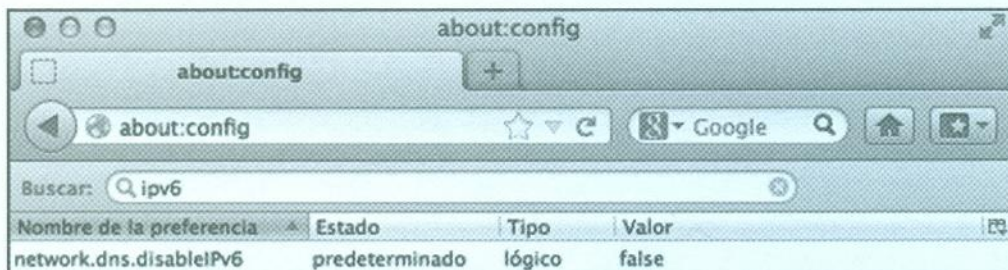 about:config
about:config
about:config Google
Buscar: ipv6
Nombre de la preferencia Estado Tipo Valor
network.dns.disableIPv6 predeterminado lógico false